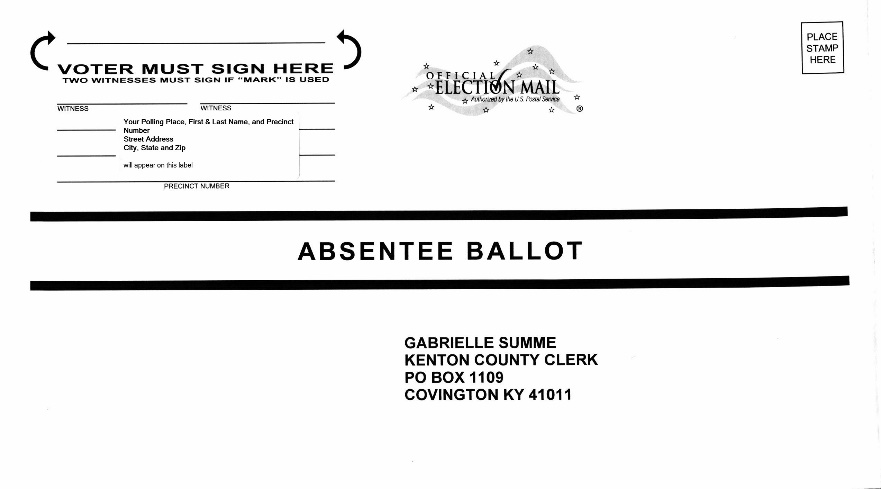 VOTER MUST SIGN HERE
TWO WITNESSES MUST SIGN IF "MARK" IS USED
WITNESS WITNESS
Your Polling Place, First & Last Name, and Precinct
Number
Street Address
City, State and Zip
will appear on this label
PRECINCT NUMBER
OFFICIAL
ELECTION MAIL
Authorized by the U.S. Postal Service
®
PLACE
STAMP
HERE
ABSENTEE BALLOT
GABRIELLE SUMME
KENTON COUNTY CLERK
PO BOX 1109
COVINGTON KY 41011